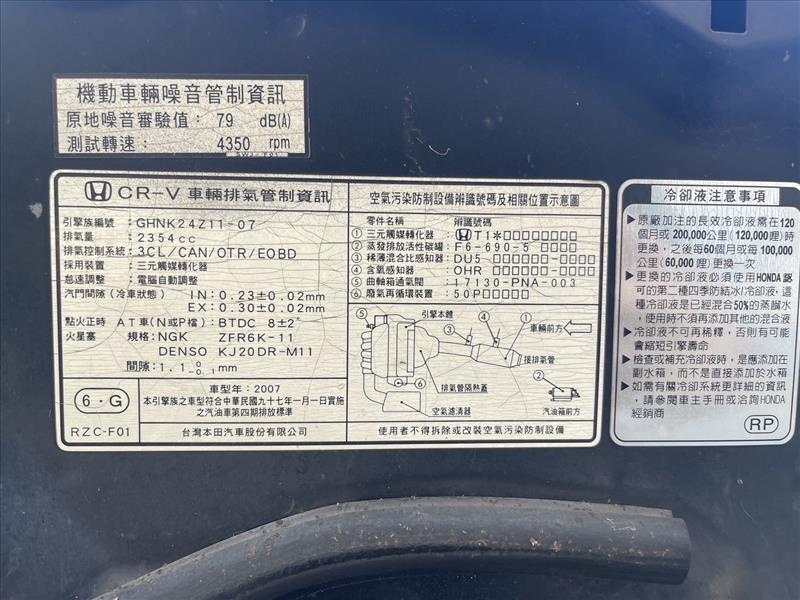 機動車輛噪音管制資訊
原地噪音審驗值： 79 dB(A)
測試轉速： 4350 rpm
HONDA CR-V 車輛排氣管制資訊
引擎族編號：GHNK24Z11-07
排氣量：2354cc
排氣控制系統：3CL/CAN/OTR/EOBD
採用裝置：三元觸媒轉化器
怠速調整：電腦自動調整
汽門間隙(冷車狀態) IN：0.23±0.02mm
EX：0.30±0.02mm
點火正時 AT車(N或P檔)：BTDC 8±2°
火星塞 規格：NGK ZFR6K-11
DENSO KJ20DR-M11
間隙：1.1 0 -0.1 mm
6·G
RZC-F01
車型年：2007
本引擎族之車型符合中華民國九十七年一月一日實施
之汽油車第四期排放標準
台灣本田汽車股份有限公司
空氣污染防制設備辨識號碼及相關位置示意圖
零件名稱 辨識號碼
①三元觸媒轉化器：HONDA T1*□□□□□□□
②蒸發排放活性碳罐：F6-690-5 □□□□□
③稀薄混合比感知器：DU5 □□□□□□□□
④含氧感知器：OHR □□□□□□□□
⑤曲軸箱通氣閥：17130-PNA-003
⑥廢氣再循環裝置：50P□□□□□
⑤ 引擎本體 ③ ④ ① 車輛前方
接排氣管
⑥ 排氣管隔熱蓋
空氣濾清器
② 汽油箱前方
使用者不得拆除或改裝空氣污染防制設備
冷却液注意事項
▶原廠加注的長效冷却液需在120
個月或200,000公里(120,000哩)時
更換，之後每60個月或每100,000
公里(60,000哩)更換一次
▶更換的冷却液必須使用HONDA認
可的第二種四季防結冰/冷却液，這
種冷却液是已經混合50%的蒸餾水
，使用時不須再添加其他的混合液
▶冷却液不可再稀釋，否則有可能
會縮短引擎壽命
▶檢查或補充冷却液時，是應添加在
副水箱，而不是直接添加於水箱
▶如需有關冷却系統更詳細的資訊
，請參閱車主手冊或洽詢HONDA
經銷商
RP